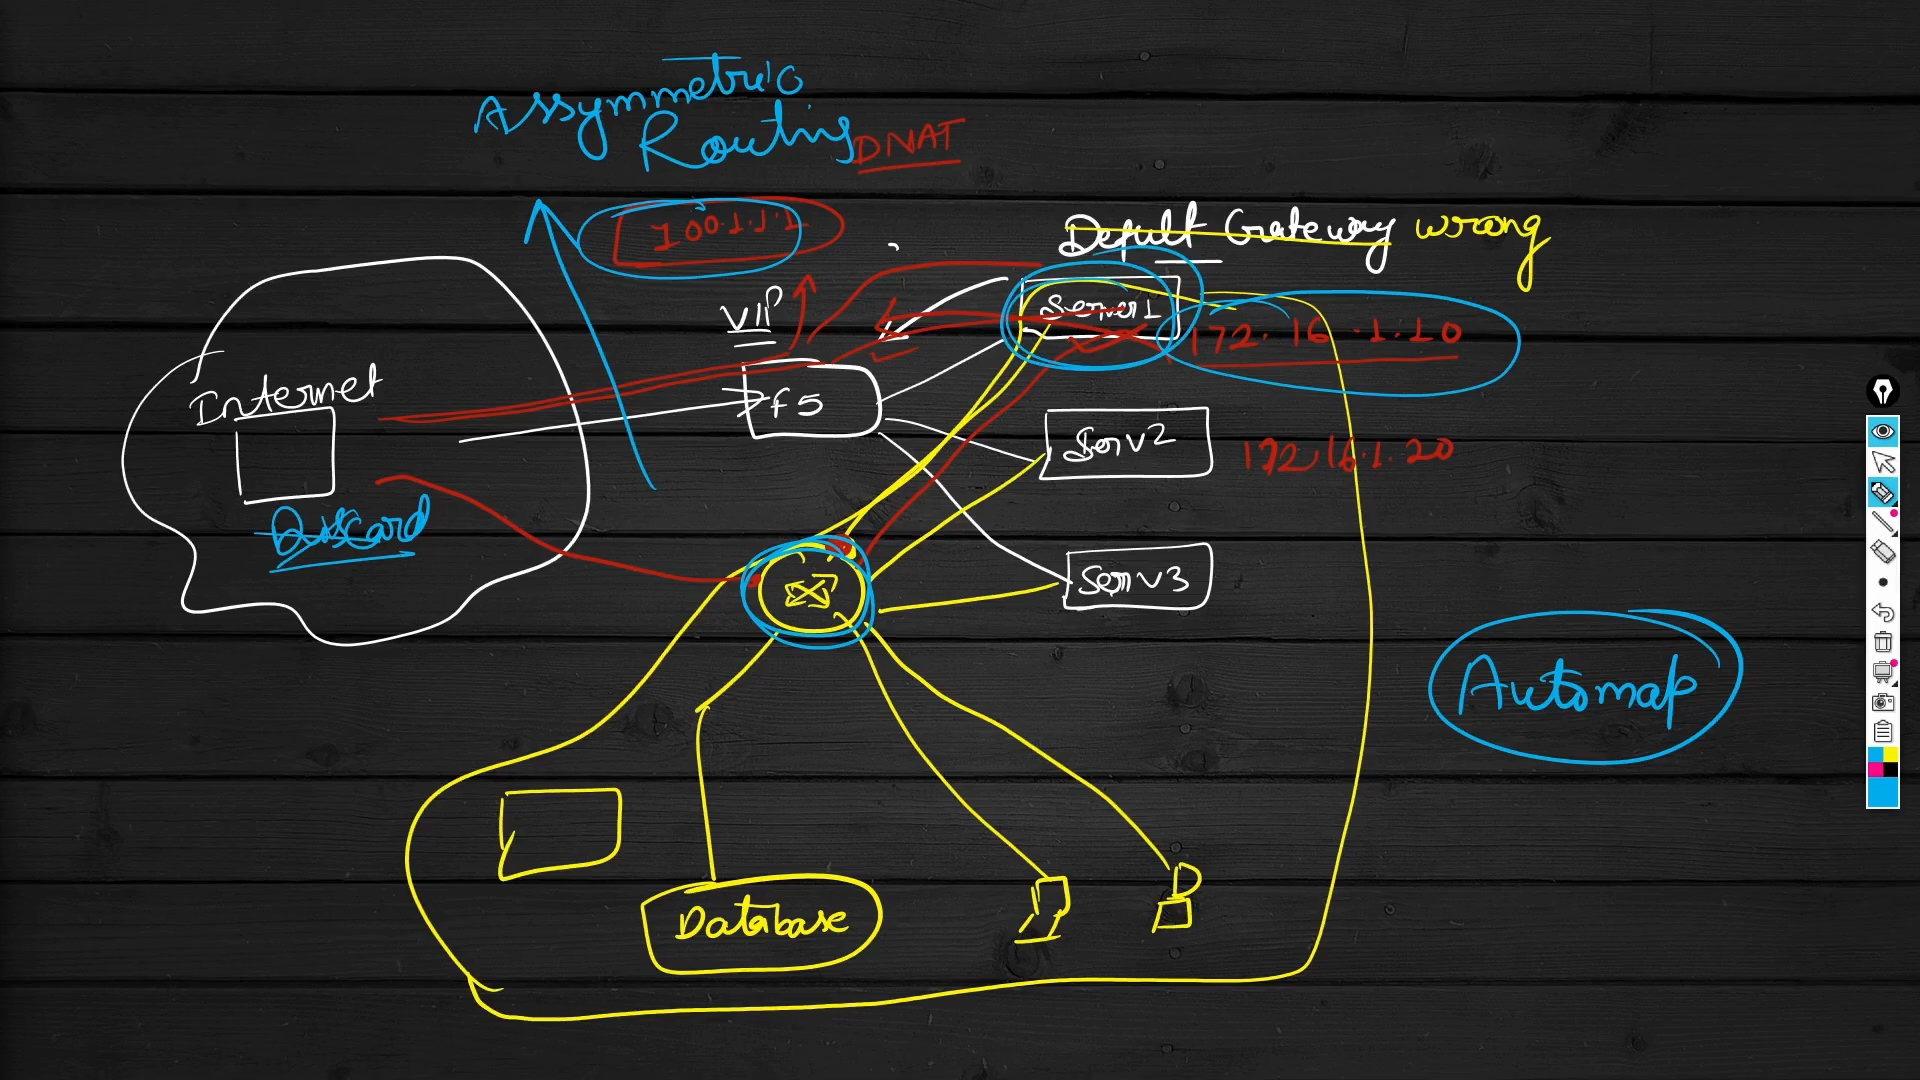 Assymmetric
Routing
DNAT
100.1.1.1
Defult Gateway wrong
VIP
Server1
172.16.1.10
Internet
F5
Serv2
172.16.1.20
Discard
Serv3
Automap
Database